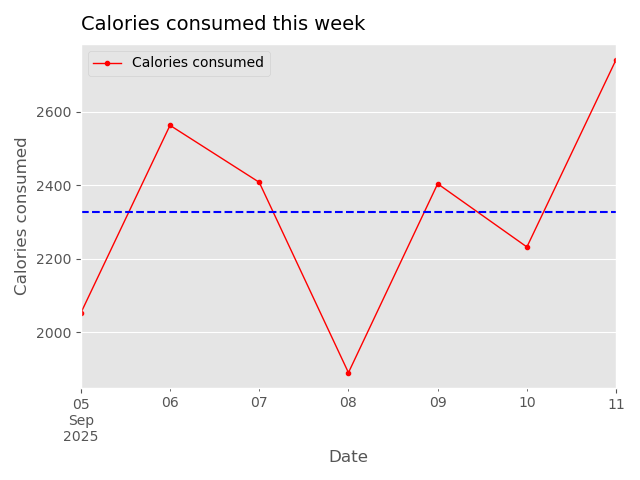 Calories consumed this week
Calories consumed
2600
2400
2200
2000
Calories consumed
05 06 07 08 09 10 11
Sep
2025
Date